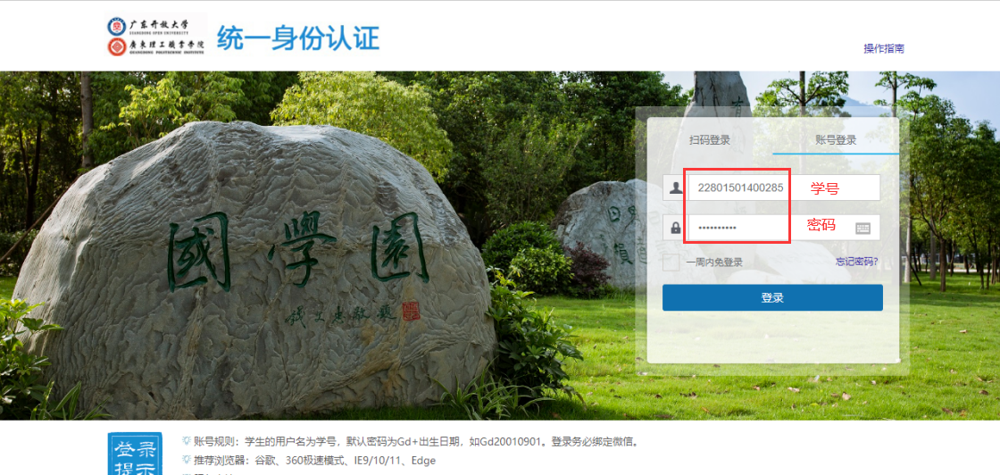 广东开放大学
GUANGDONG OPEN UNIVERSITY
廣東理工職業學院
GUANGDONG POLYTECHNIC INSTITUTE
统一身份认证
操作指南
扫码登录 账号登录
22801501400285 学号
•••••••••• 密码
一周内免登录 忘记密码?
登录
國學園
登录
提示
账号规则：学生的用户名为学号，默认密码为Gd+出生日期，如Gd20010901。登录务必绑定微信。
推荐浏览器：谷歌、360极速模式、IE9/10/11、Edge